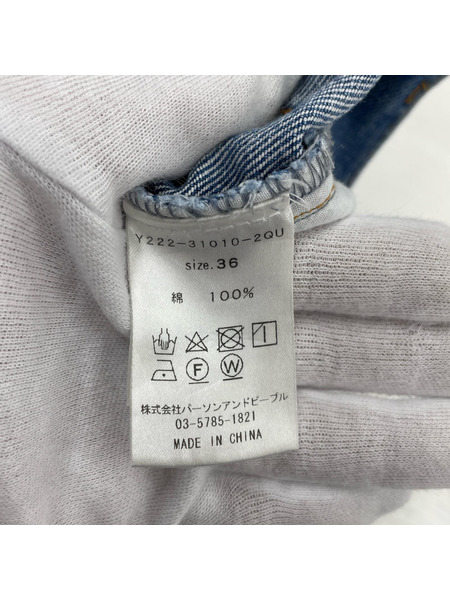 Y222-31010-2QU
size.36
綿 100%
F W
株式会社パーソンアンドピープル
03-5785-1821
MADE IN CHINA